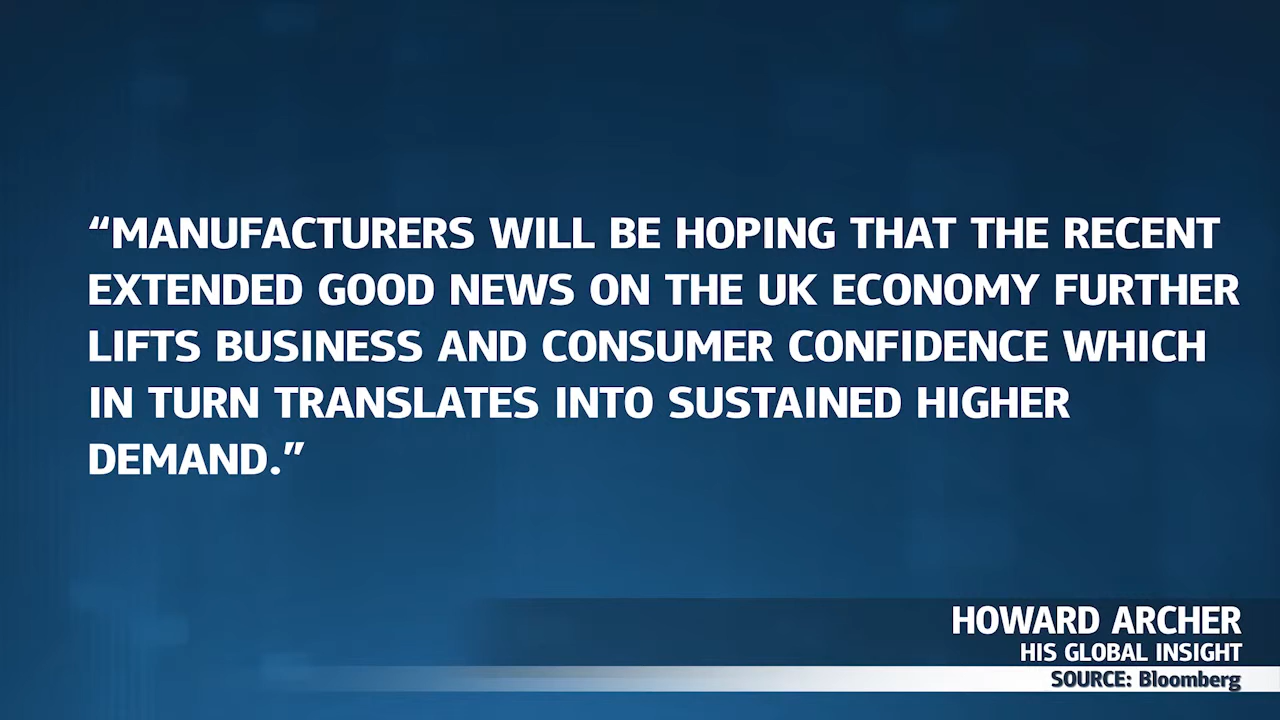 “MANUFACTURERS WILL BE HOPING THAT THE RECENT
EXTENDED GOOD NEWS ON THE UK ECONOMY FURTHER
LIFTS BUSINESS AND CONSUMER CONFIDENCE WHICH
IN TURN TRANSLATES INTO SUSTAINED HIGHER
DEMAND.”
HOWARD ARCHER
HIS GLOBAL INSIGHT
SOURCE: Bloomberg